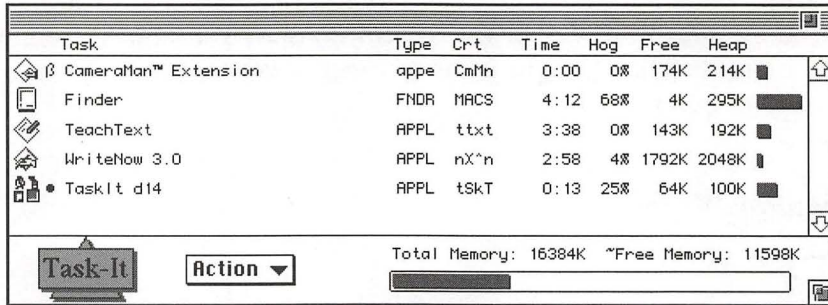 Task Type Crt Time Hog Free Heap
β CameraMan™ Extension appe CmMn 0:00 0% 174K 214K
Finder FNDR MACS 4:12 68% 4K 295K
TeachText APPL ttxt 3:38 0% 143K 192K
WriteNow 3.0 APPL nX^n 2:58 4% 1792K 2048K
• TaskIt d14 APPL tSkT 0:13 25% 64K 100K
Total Memory: 16384K ~Free Memory: 11598K
Task-It Action